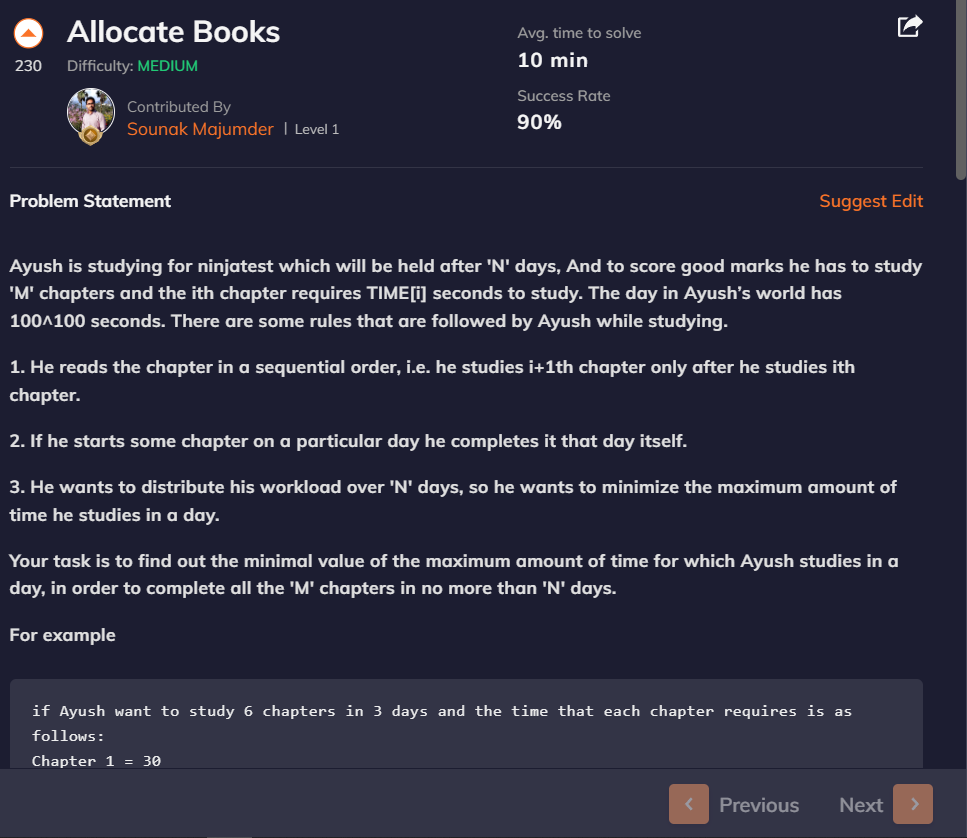 Allocate Books
230
Difficulty: MEDIUM
Contributed By
Sounak Majumder | Level 1
Avg. time to solve
10 min
Success Rate
90%
Problem Statement
Suggest Edit
Ayush is studying for ninjatest which will be held after 'N' days, And to score good marks he has to study
'M' chapters and the ith chapter requires TIME[i] seconds to study. The day in Ayush’s world has
100^100 seconds. There are some rules that are followed by Ayush while studying.
1. He reads the chapter in a sequential order, i.e. he studies i+1th chapter only after he studies ith
chapter.
2. If he starts some chapter on a particular day he completes it that day itself.
3. He wants to distribute his workload over 'N' days, so he wants to minimize the maximum amount of
time he studies in a day.
Your task is to find out the minimal value of the maximum amount of time for which Ayush studies in a
day, in order to complete all the 'M' chapters in no more than 'N' days.
For example
if Ayush want to study 6 chapters in 3 days and the time that each chapter requires is as
follows:
Chapter 1 = 30
Previous
Next